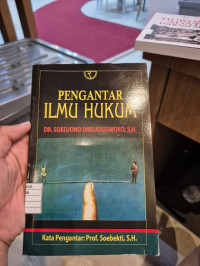 PENGANTAR
ILMU HUKUM
DR. SOEDJONO DIRDJOSISWORO, S.H.
Kata Pengantar: Prof. Soebekti, S.H.